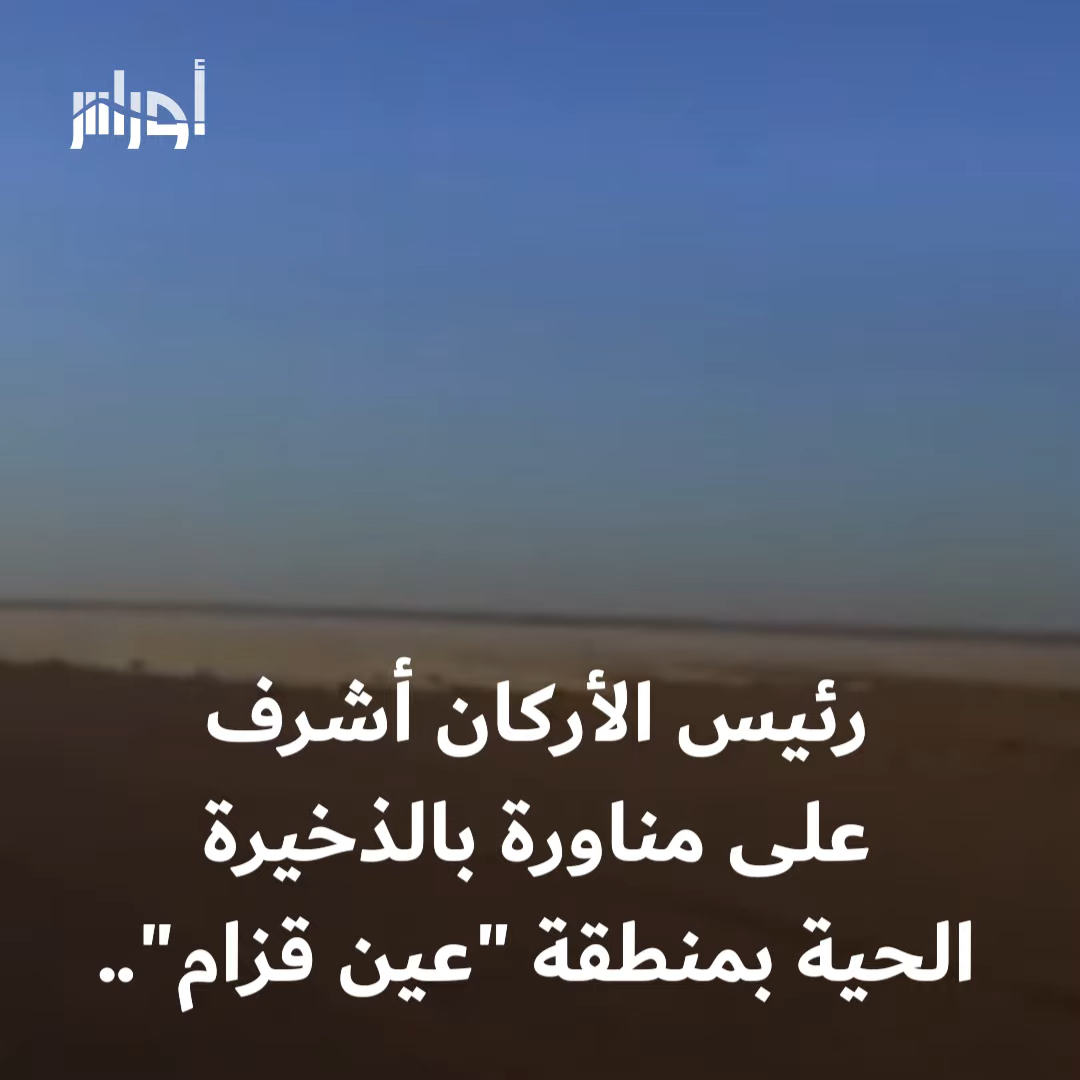 أوراس
رئيس الأركان أشرف
على مناورة بالذخيرة
الحية بمنطقة "عين قزام"..